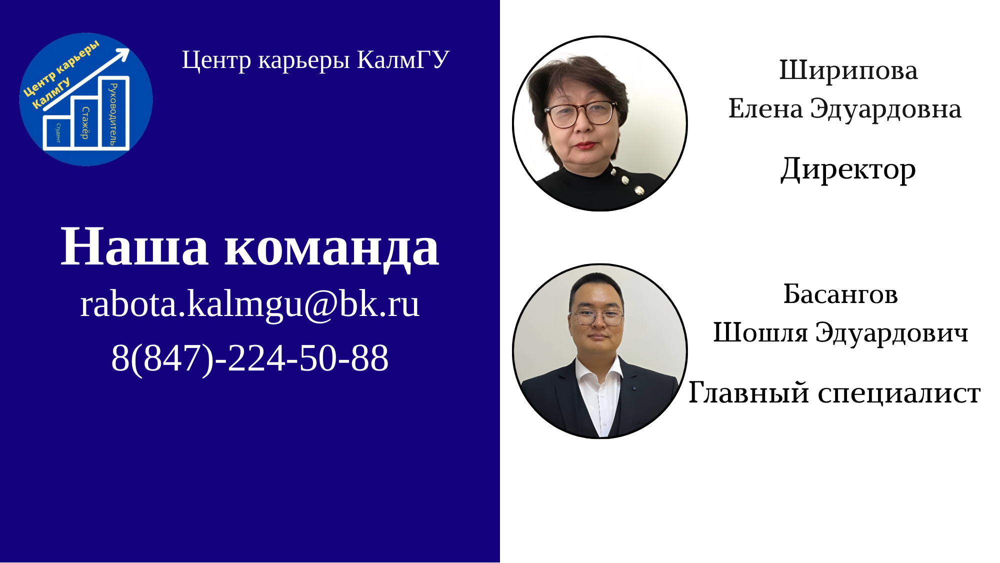 Центр карьеры
КалмГУ
Студент
Стажёр
Руководитель
Центр карьеры КалмГУ
Наша команда
rabota.kalmgu@bk.ru
8(847)-224-50-88
Ширипова
Елена Эдуардовна
Директор
Басангов
Шошля Эдуардович
Главный специалист